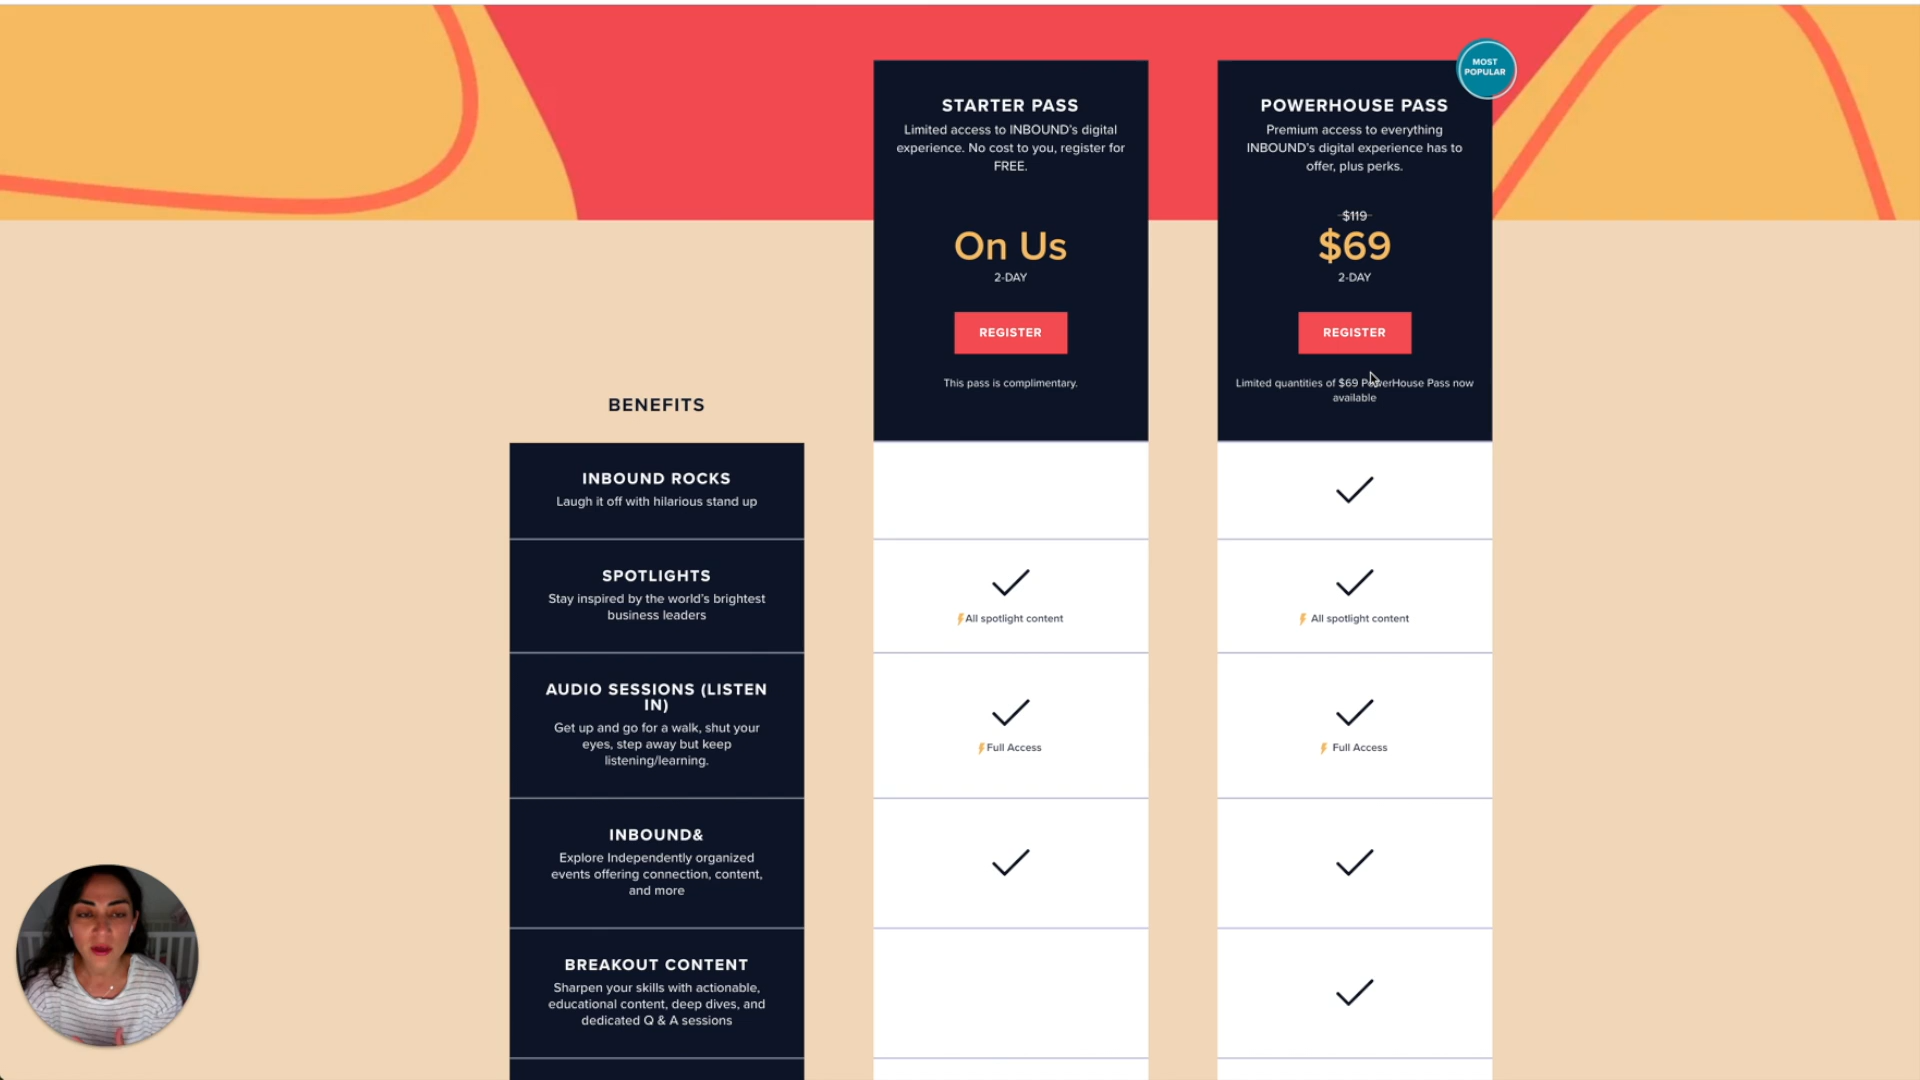 MOST
POPULAR
STARTER PASS
Limited access to INBOUND's digital
experience. No cost to you, register for
FREE.
On Us
2-DAY
REGISTER
This pass is complimentary.
POWERHOUSE PASS
Premium access to everything
INBOUND's digital experience has to
offer, plus perks.
$119
$69
2-DAY
REGISTER
Limited quantities of $69 PowerHouse Pass now
available
BENEFITS
INBOUND ROCKS
Laugh it off with hilarious stand up
SPOTLIGHTS
Stay inspired by the world's brightest
business leaders
All spotlight content
All spotlight content
AUDIO SESSIONS (LISTEN
IN)
Get up and go for a walk, shut your
eyes, step away but keep
listening/learning.
Full Access
Full Access
INBOUND&
Explore Independently organized
events offering connection, content,
and more
BREAKOUT CONTENT
Sharpen your skills with actionable,
educational content, deep dives, and
dedicated Q & A sessions